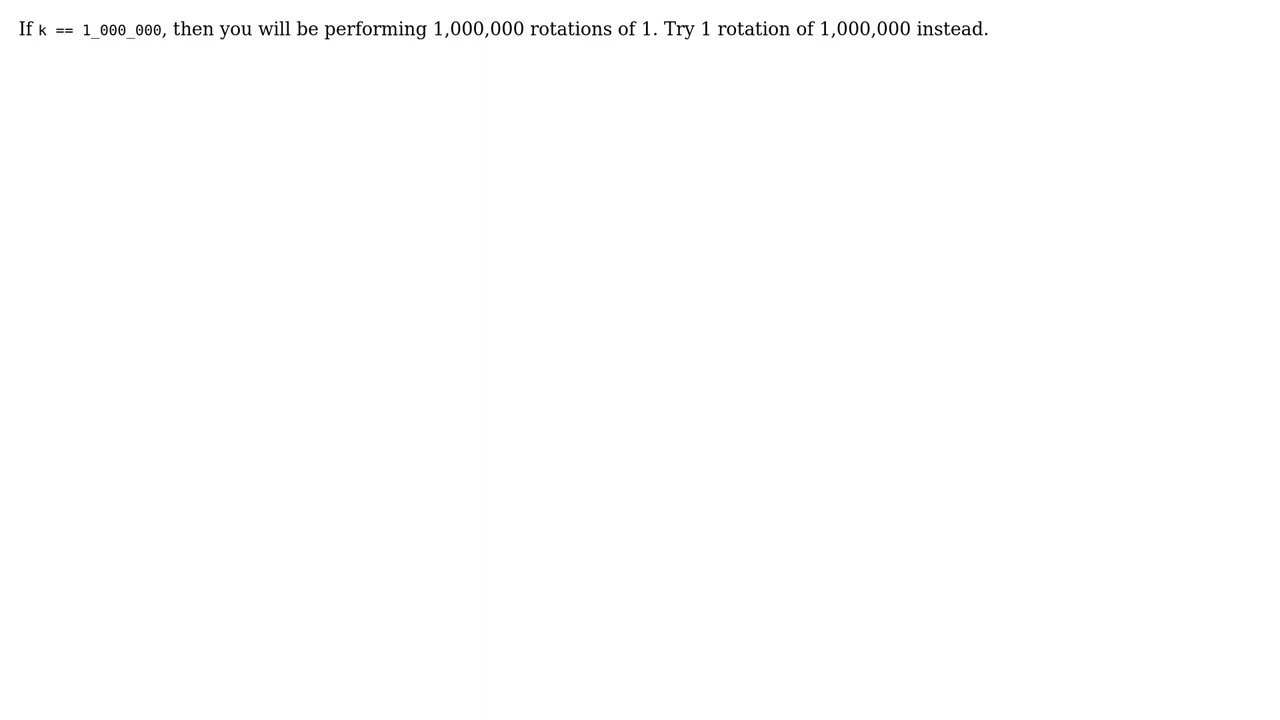 If k == 1_000_000, then you will be performing 1,000,000 rotations of 1. Try 1 rotation of 1,000,000 instead.